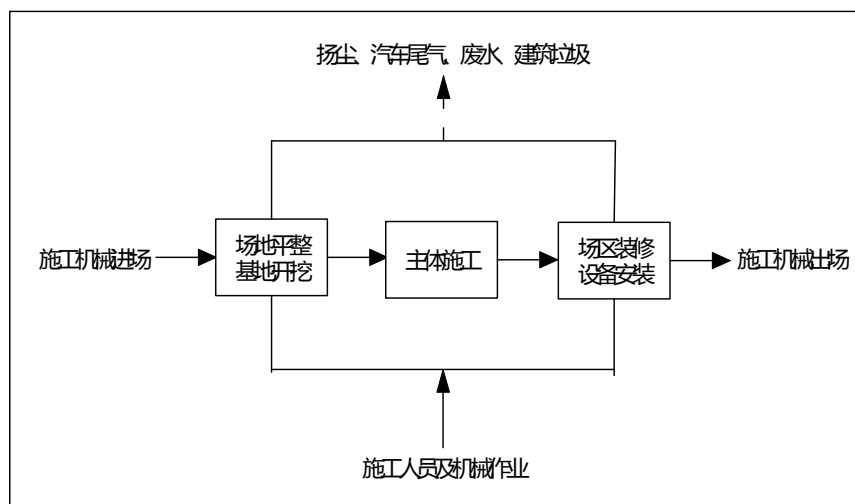 扬尘、汽车尾气、废水、建筑垃圾
施工机械进场
场地平整
基地开挖
主体施工
场区装修
设备安装
施工机械出场
施工人员及机械作业